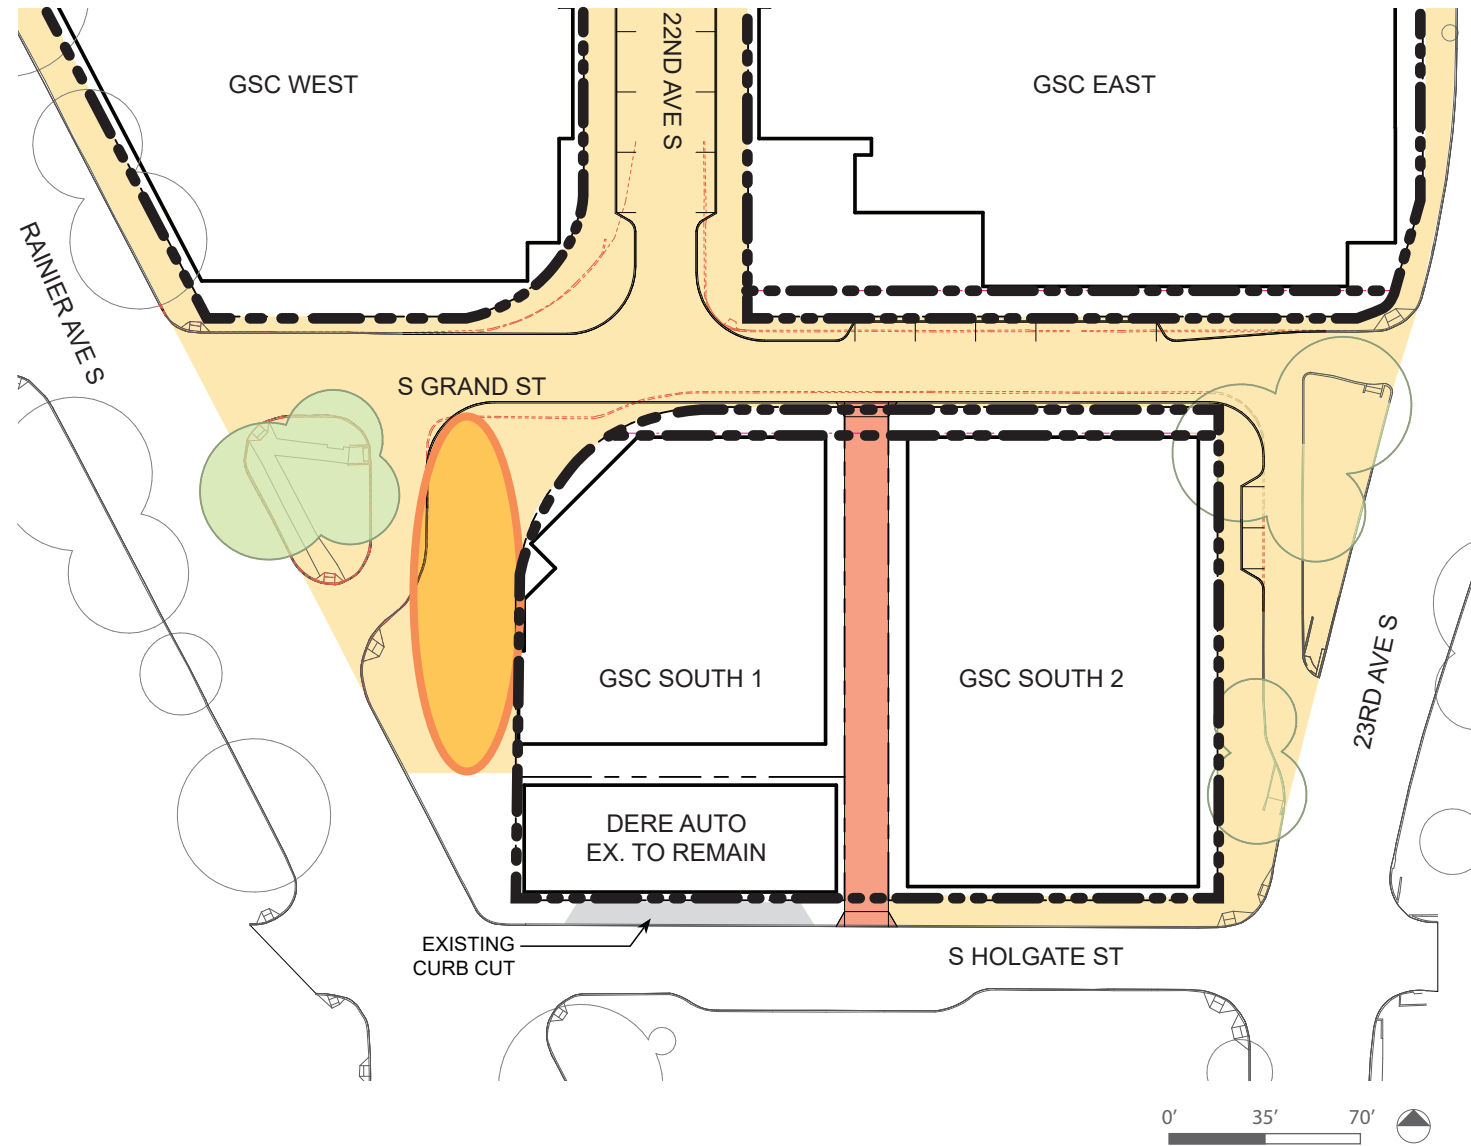 22ND AVE S
GSC WEST
GSC EAST
RAINIER AVE S
S GRAND ST
GSC SOUTH 1
GSC SOUTH 2
23RD AVE S
DERE AUTO
EX. TO REMAIN
EXISTING
CURB CUT
S HOLGATE ST
0' 35' 70'